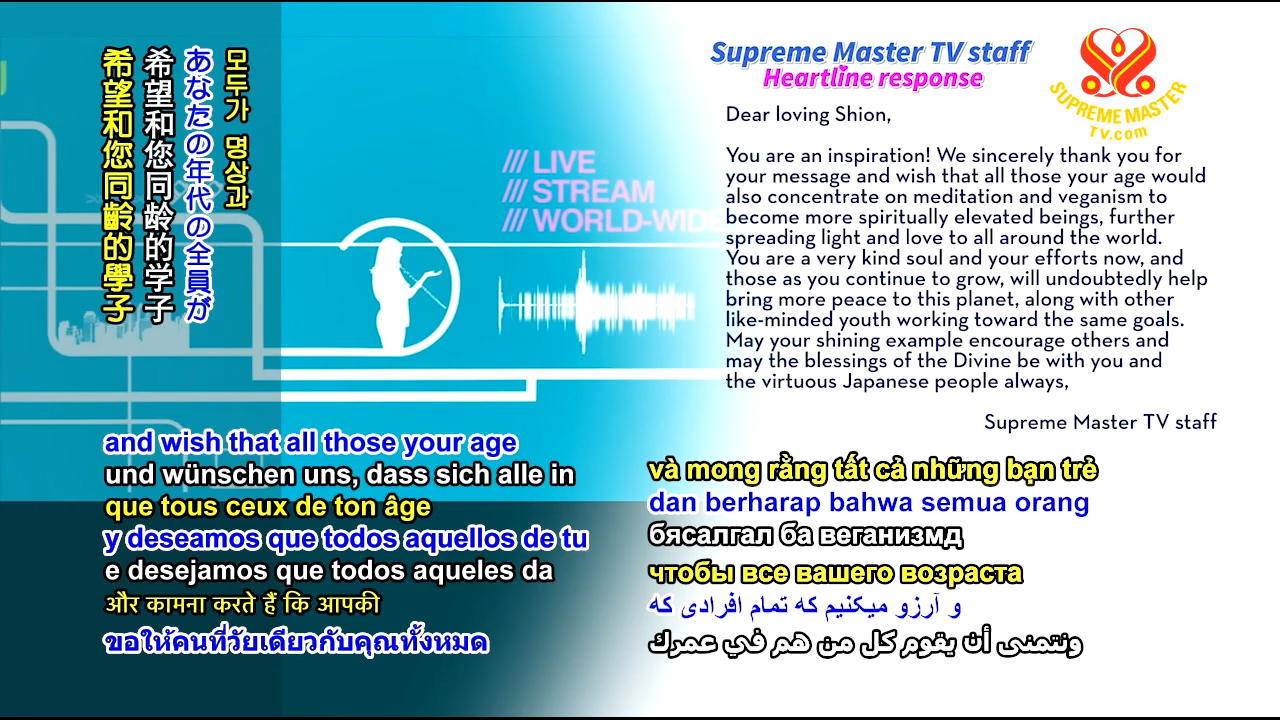 Supreme Master TV staff
Heartline response
SUPREME MASTER
TV.com
Dear loving Shion,
You are an inspiration! We sincerely thank you for
your message and wish that all those your age would
also concentrate on meditation and veganism to
become more spiritually elevated beings, further
spreading light and love to all around the world.
You are a very kind soul and your efforts now, and
those as you continue to grow, will undoubtedly help
bring more peace to this planet, along with other
like-minded youth working toward the same goals.
May your shining example encourage others and
may the blessings of the Divine be with you and
the virtuous Japanese people always,
Supreme Master TV staff
/// LIVE
/// STREAM
/// WORLD-WIDE
모두가 명상과
あなたの年代の全員が
希望和您同龄的学子
希望和您同齡的學子
and wish that all those your age
und wünschen uns, dass sich alle in
que tous ceux de ton âge
y deseamos que todos aquellos de tu
e desejamos que todos aqueles da
और कामना करते हैं कि आपकी
ขอให้คนที่วัยเดียวกับคุณทั้งหมด
và mong rằng tất cả những bạn trẻ
dan berharap bahwa semua orang
бясалгал ба веганизмд
чтобы все вашего возраста
و آرزو میکنیم که تمام افرادی که
ونتمنى أن يقوم كل من هم في عمرك